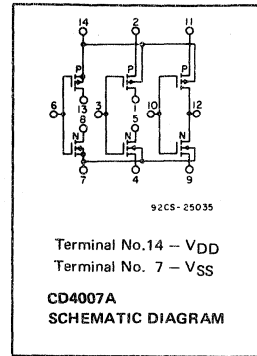 14 2 11
P P P
6 13 3 1 10 12
8 5
N N N
7 4 9
92CS-25035
Terminal No.14 – VDD
Terminal No. 7 – VSS
CD4007A
SCHEMATIC DIAGRAM